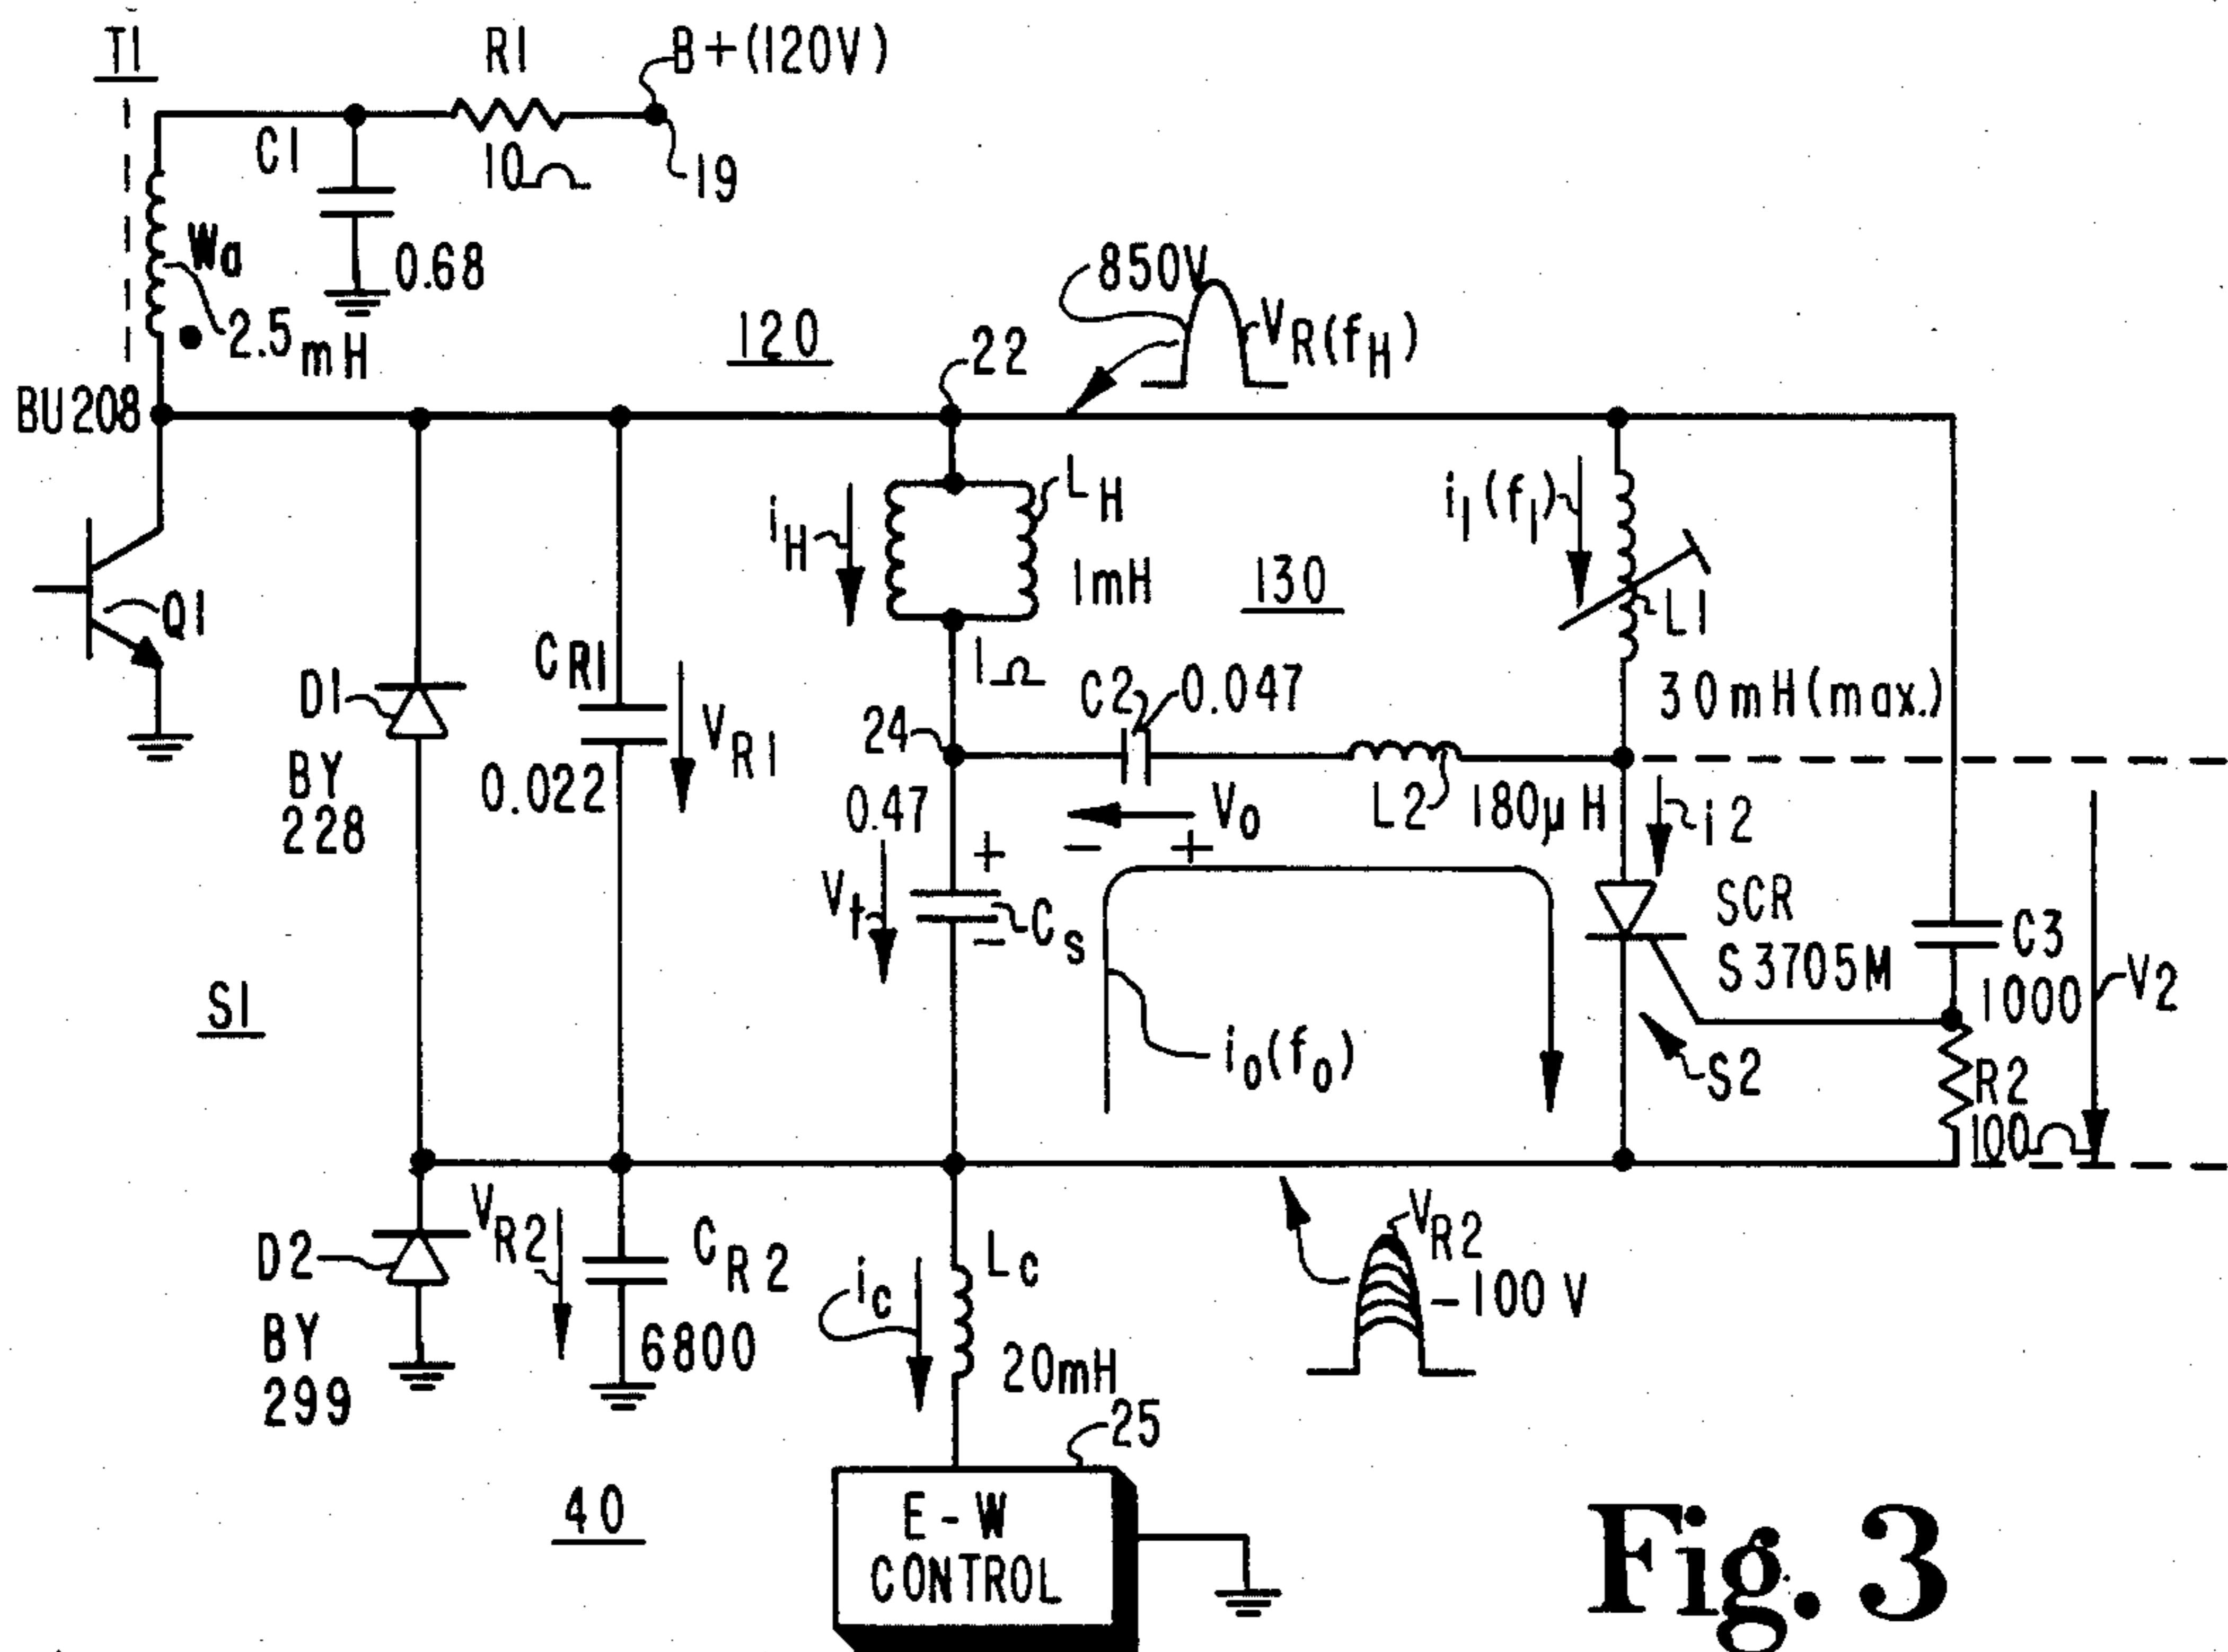 T1
R1
B+(120V)
C1
10Ω
19
Wa
0.68
2.5mH
850V
VR(fH)
120
22
BU208
LH
iH
i1(f1)
1mH
130
Q1
L1
CR1
1Ω
D1
C2
0.047
30mH(max.)
VR1
24
BY
228
0.022
0.47
V0
L2
180μH
i2
- +
+
Vt
SCR
S3705M
Cs
-
C3
1000
V2
S1
i0(f0)
S2
R2
100Ω
VR2
D2
CR2
Lc
ic
VR2
-100V
BY
299
6800
20mH
25
40
E-W
CONTROL
Fig. 3